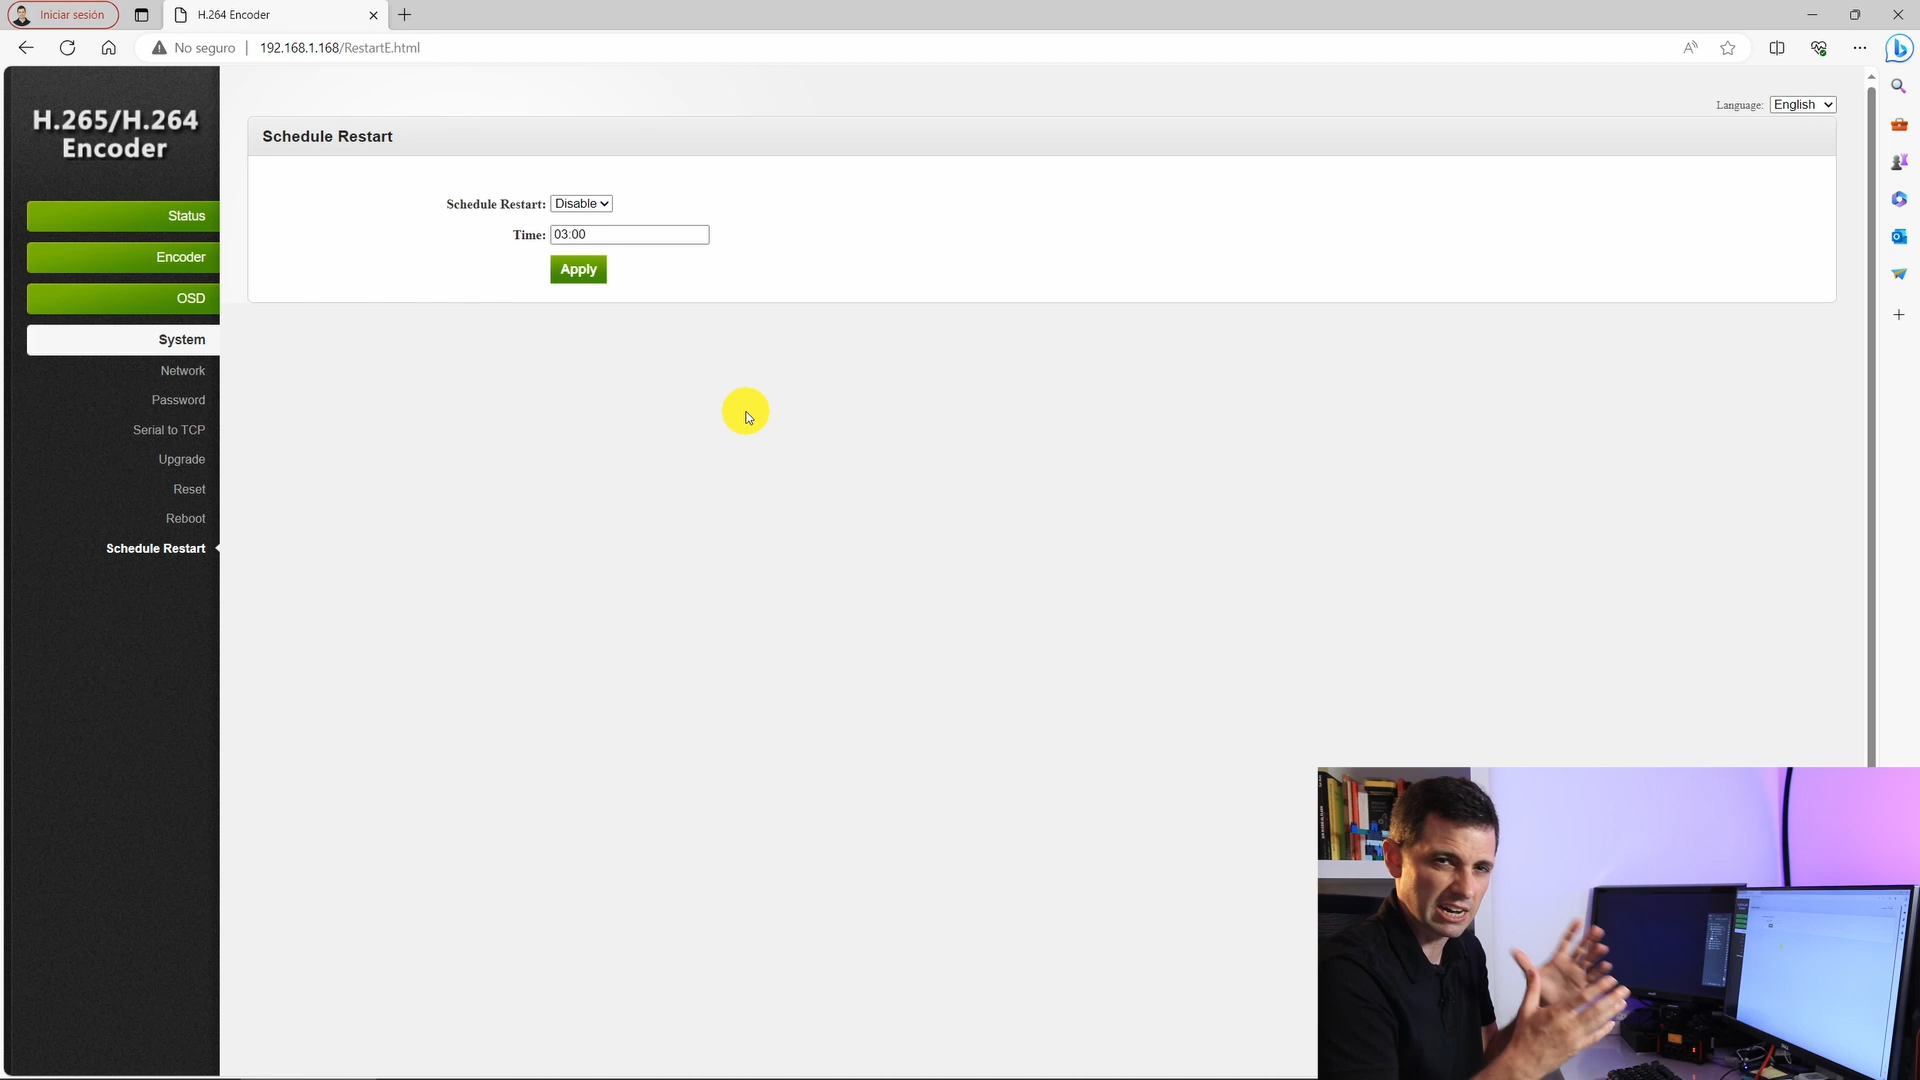 Iniciar sesión
H.264 Encoder
No seguro
192.168.1.168/RestartE.html
H.265/H.264
Encoder
Language: English
Schedule Restart
Status
Encoder
OSD
System
Network
Password
Serial to TCP
Upgrade
Reset
Reboot
Schedule Restart
Schedule Restart: Disable
Time: 03:00
Apply